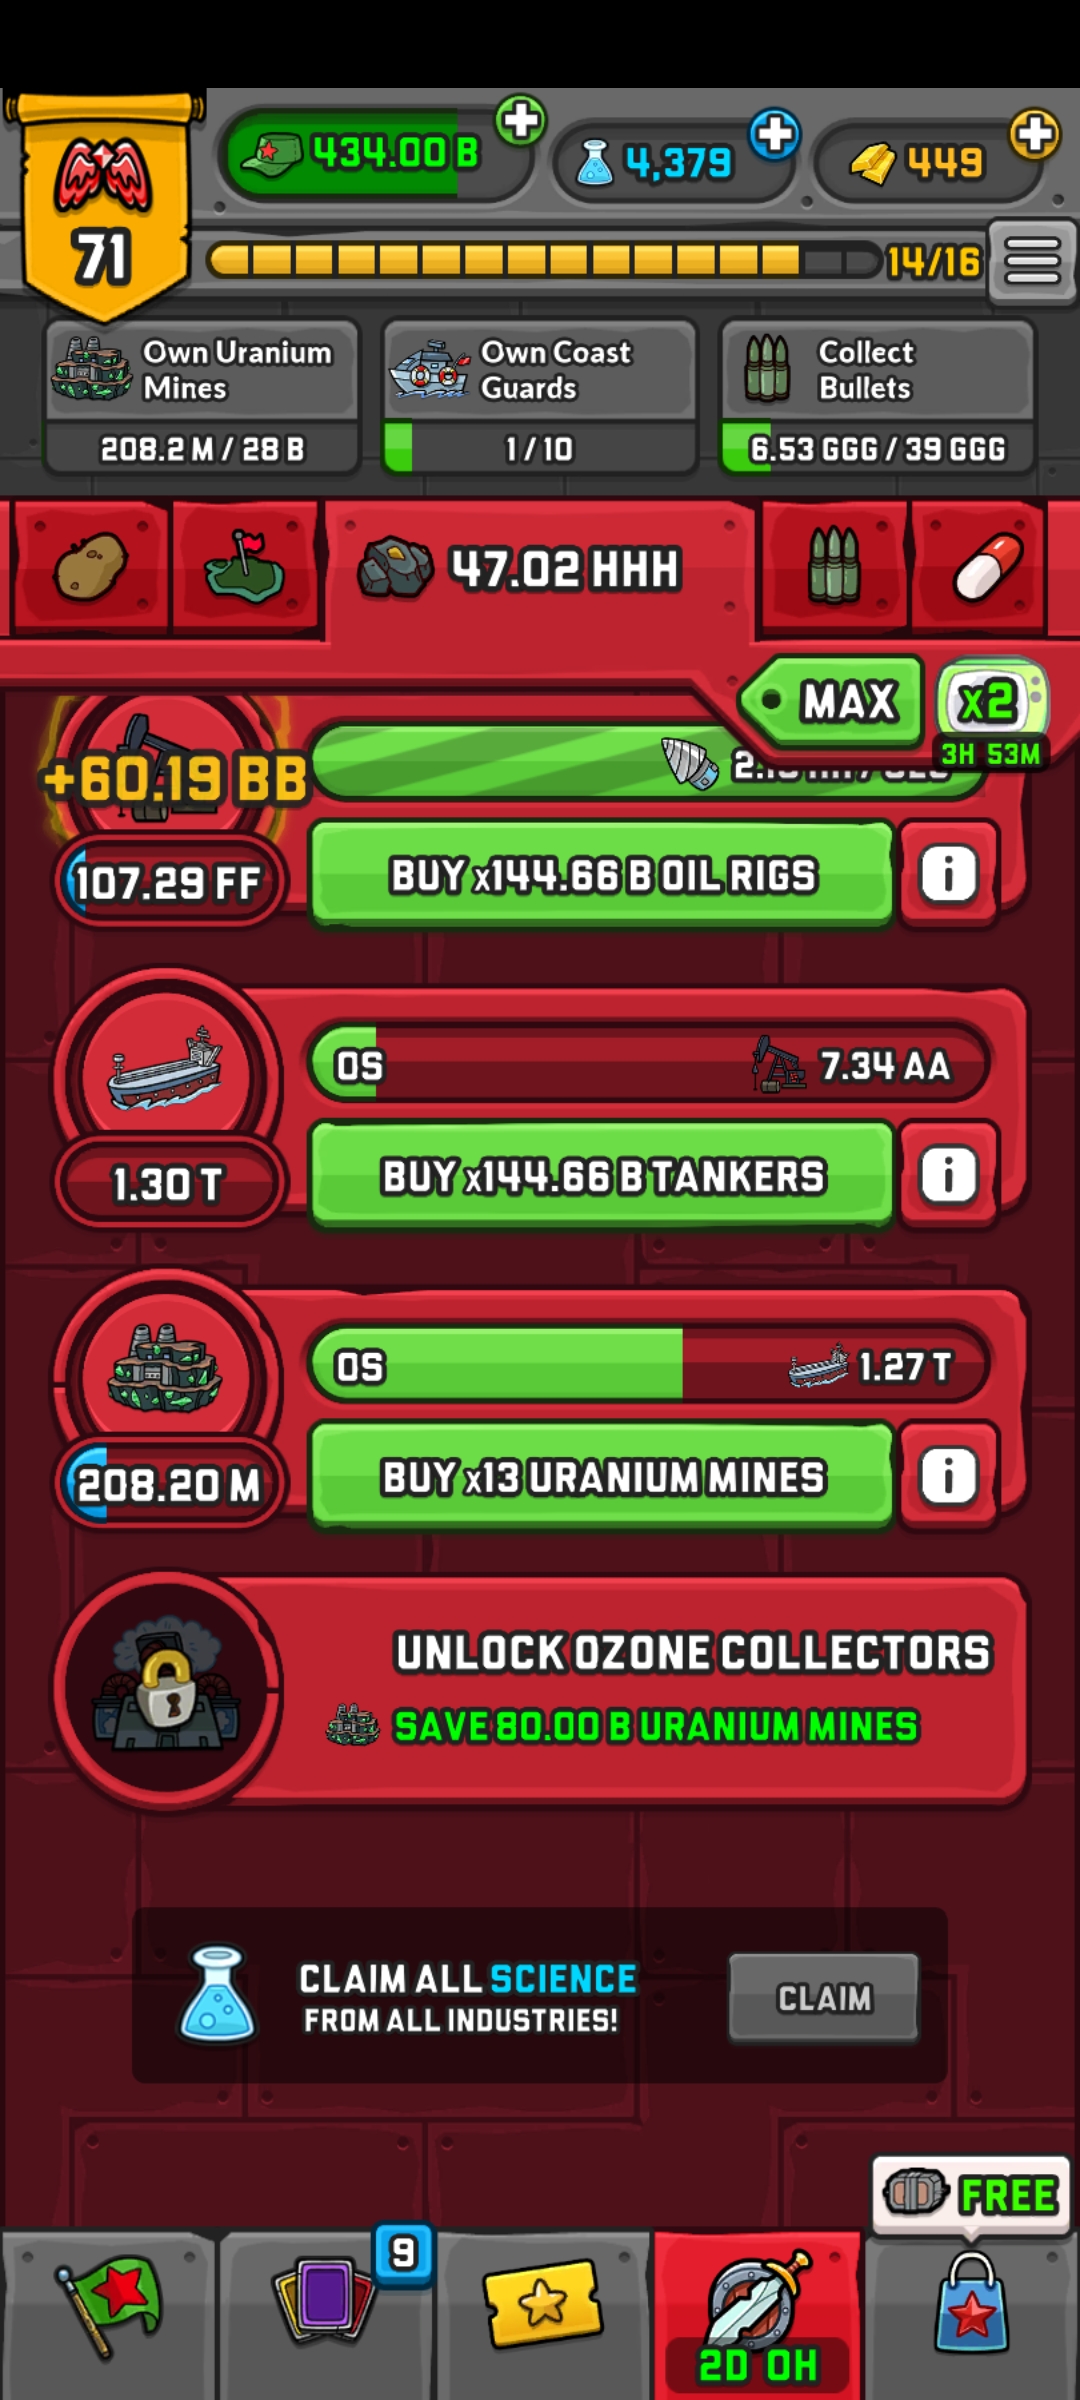 434.00 B
4,379
449
71
14/16
Own Uranium
Mines
208.2 M / 28 B
Own Coast
Guards
1 / 10
Collect
Bullets
6.53 GGG / 39 GGG
47.02 HHH
MAX
x2
3H 53M
+60.19 BB
107.29 FF
BUY x144.66 B OIL RIGS
i
0S
7.34 AA
1.30 T
BUY x144.66 B TANKERS
i
0S
1.27 T
208.20 M
BUY x13 URANIUM MINES
i
UNLOCK OZONE COLLECTORS
SAVE 80.00 B URANIUM MINES
CLAIM ALL SCIENCE
FROM ALL INDUSTRIES!
CLAIM
FREE
9
2D 0H